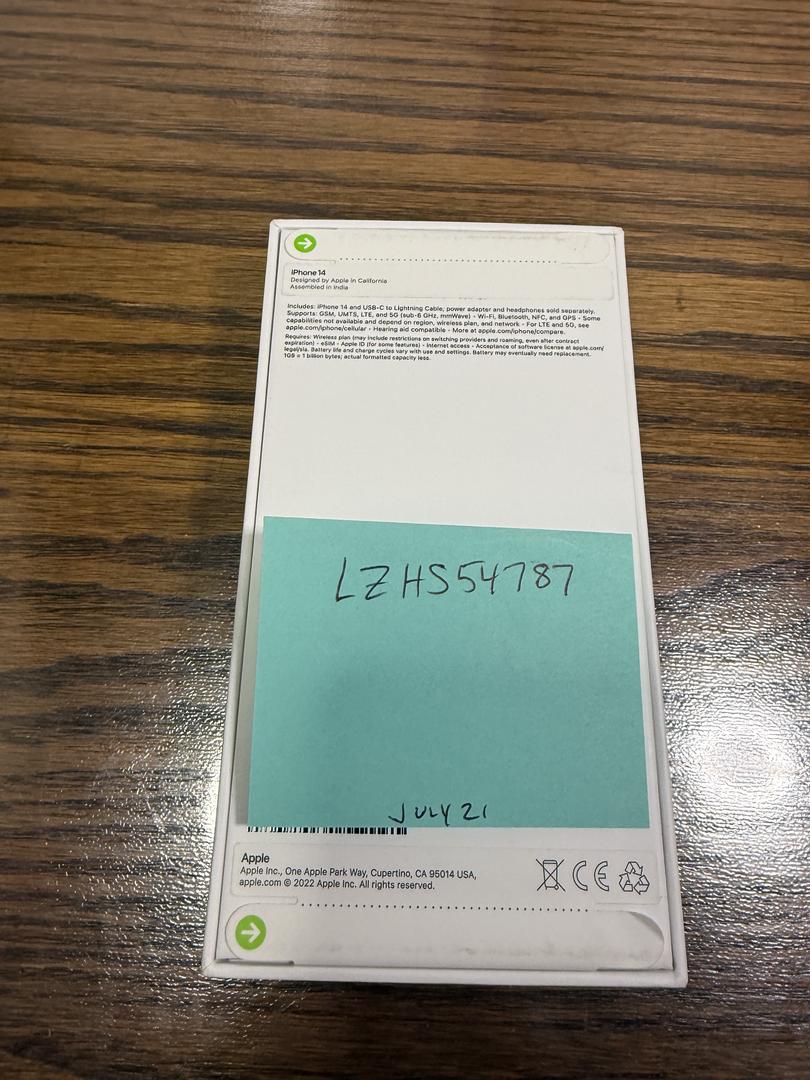 iPhone 14
Designed by Apple in California
Assembled in India
Includes: iPhone 14 and USB-C to Lightning Cable; power adapter and headphones sold separately.
Supports: GSM, UMTS, LTE, and 5G (sub-6 GHz, mmWave) • Wi-Fi, Bluetooth, NFC, and GPS • Some
capabilities not available and depend on region, wireless plan, and network • For LTE and 5G, see
apple.com/iphone/cellular • Hearing aid compatible • More at apple.com/iphone/compare.
Requires: Wireless plan (may include restrictions on switching providers and roaming, even after contract
expiration) • eSIM • Apple ID (for some features) • Internet access • Acceptance of software license at apple.com/
legal/sla. Battery life and charge cycles vary with use and settings. Battery may eventually need replacement.
1GB = 1 billion bytes; actual formatted capacity less.
LZHS54787
JULY 21
Apple
Apple Inc., One Apple Park Way, Cupertino, CA 95014 USA,
apple.com © 2022 Apple Inc. All rights reserved.
CE